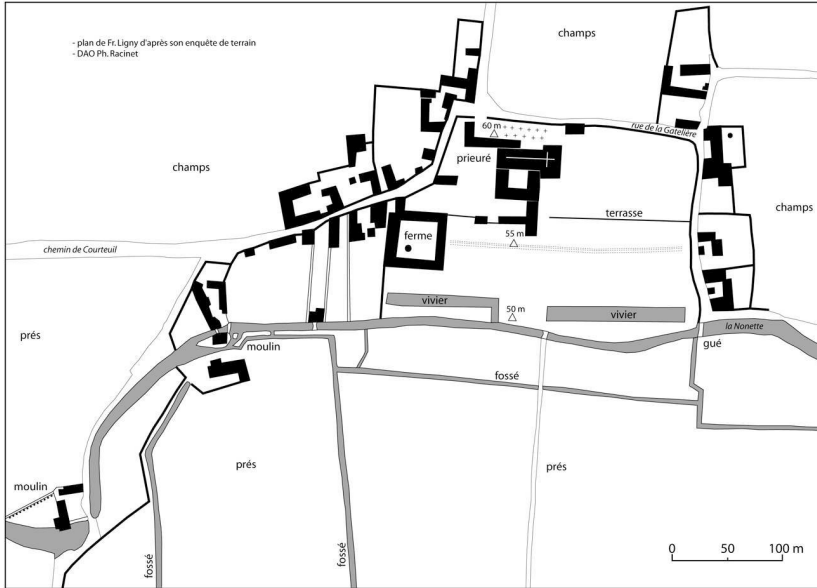 - plan de Fr. Ligny d'après son enquête de terrain
- DAO Ph. Racinet
champs
rue de la Gatelière
60 m
prieuré
champs
champs
terrasse
ferme
chemin de Courteuil
55 m
vivier
50 m
vivier
la Nonette
prés
moulin
gué
fossé
prés
prés
moulin
fossé
fossé
0 50 100 m